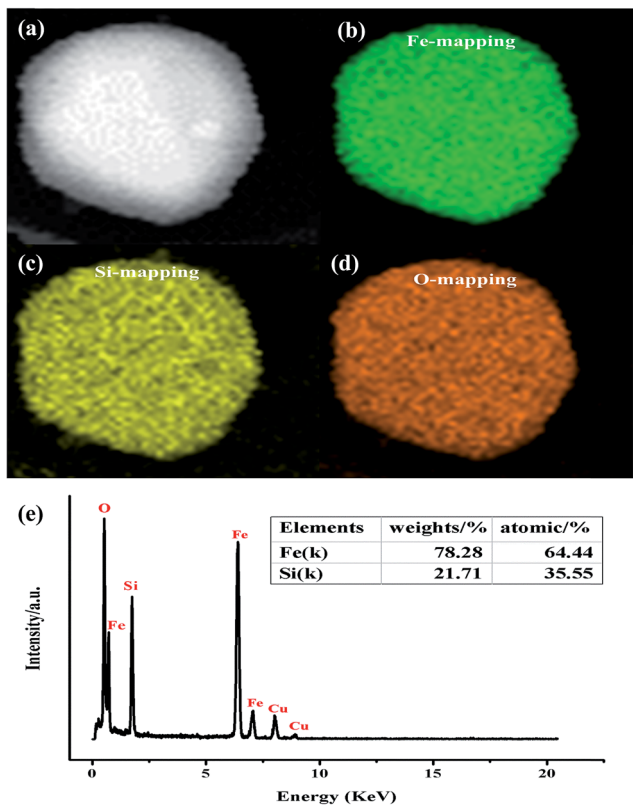 (a)
(b)
Fe-mapping
(c)
Si-mapping
(d)
O-mapping
(e)
O
Fe
Si
Fe
Fe
Cu
Cu
Elements weights/% atomic/%
Fe(k) 78.28 64.44
Si(k) 21.71 35.55
Intensity/a.u.
0 5 10 15 20
Energy (KeV)